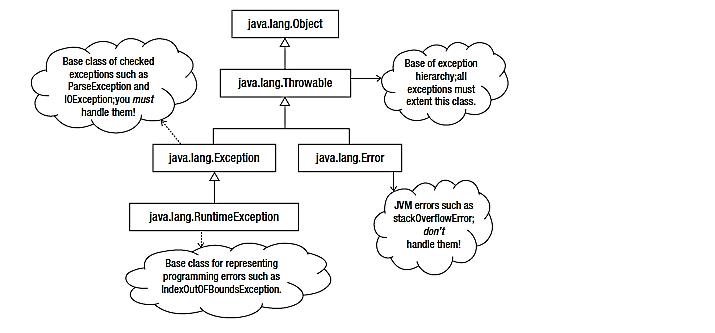 java.lang.Object
Base class of checked
exceptions such as
ParseException and
IOException;you must
handle them!
java.lang.Throwable
Base of exception
hierarchy;all
exceptions must
extent this class.
java.lang.Exception
java.lang.Error
java.lang.RuntimeException
JVM errors such as
stackOverflowError;
don't
handle them!
Base class for representing
programming errors such as
IndexOutOFBoundsException.